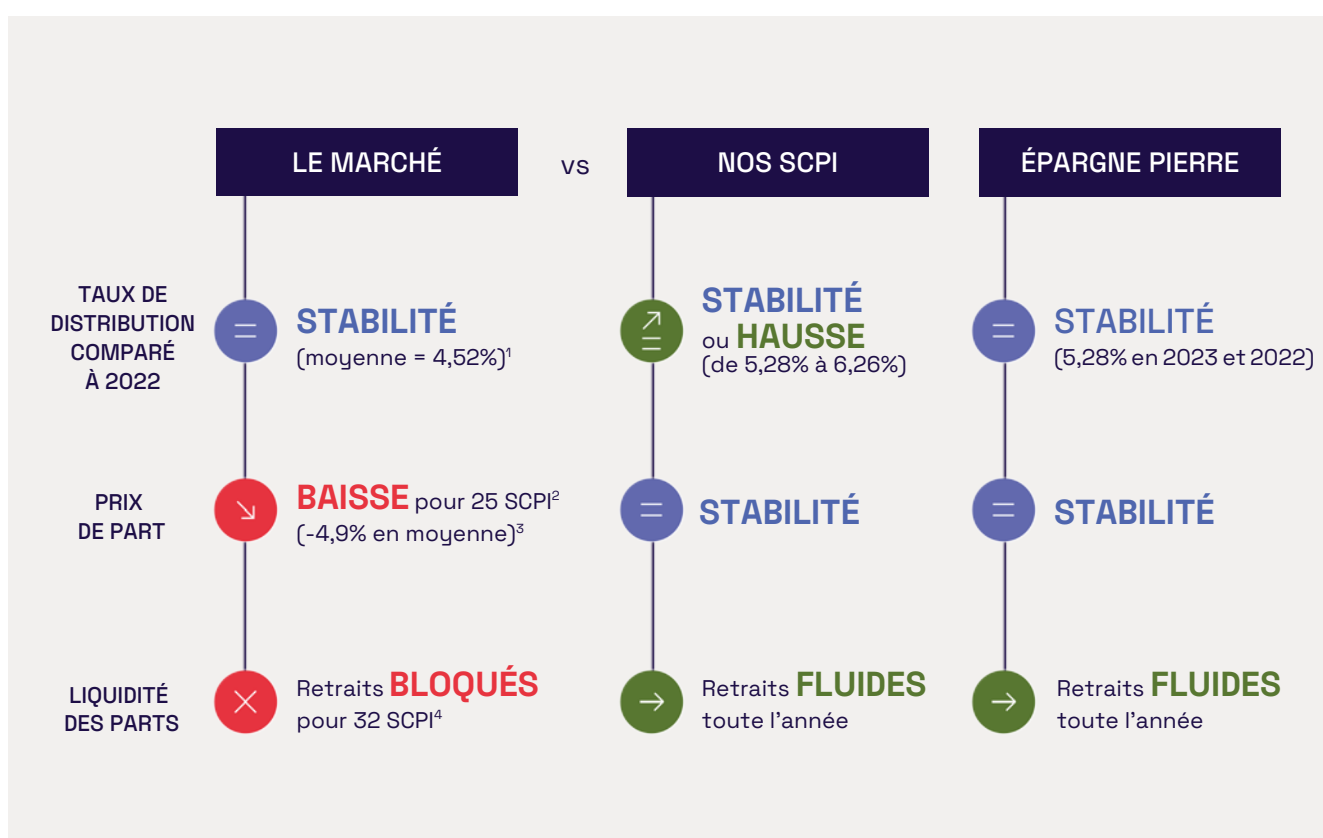 LE MARCHÉ
vs
NOS SCPI
ÉPARGNE PIERRE
TAUX DE
DISTRIBUTION
COMPARÉ
À 2022
STABILITÉ
(moyenne = 4,52%)¹
STABILITÉ
ou HAUSSE
(de 5,28% à 6,26%)
STABILITÉ
(5,28% en 2023 et 2022)
PRIX
DE PART
BAISSE pour 25 SCPI²
(-4,9% en moyenne)³
STABILITÉ
STABILITÉ
LIQUIDITÉ
DES PARTS
Retraits BLOQUÉS
pour 32 SCPI⁴
Retraits FLUIDES
toute l'année
Retraits FLUIDES
toute l'année